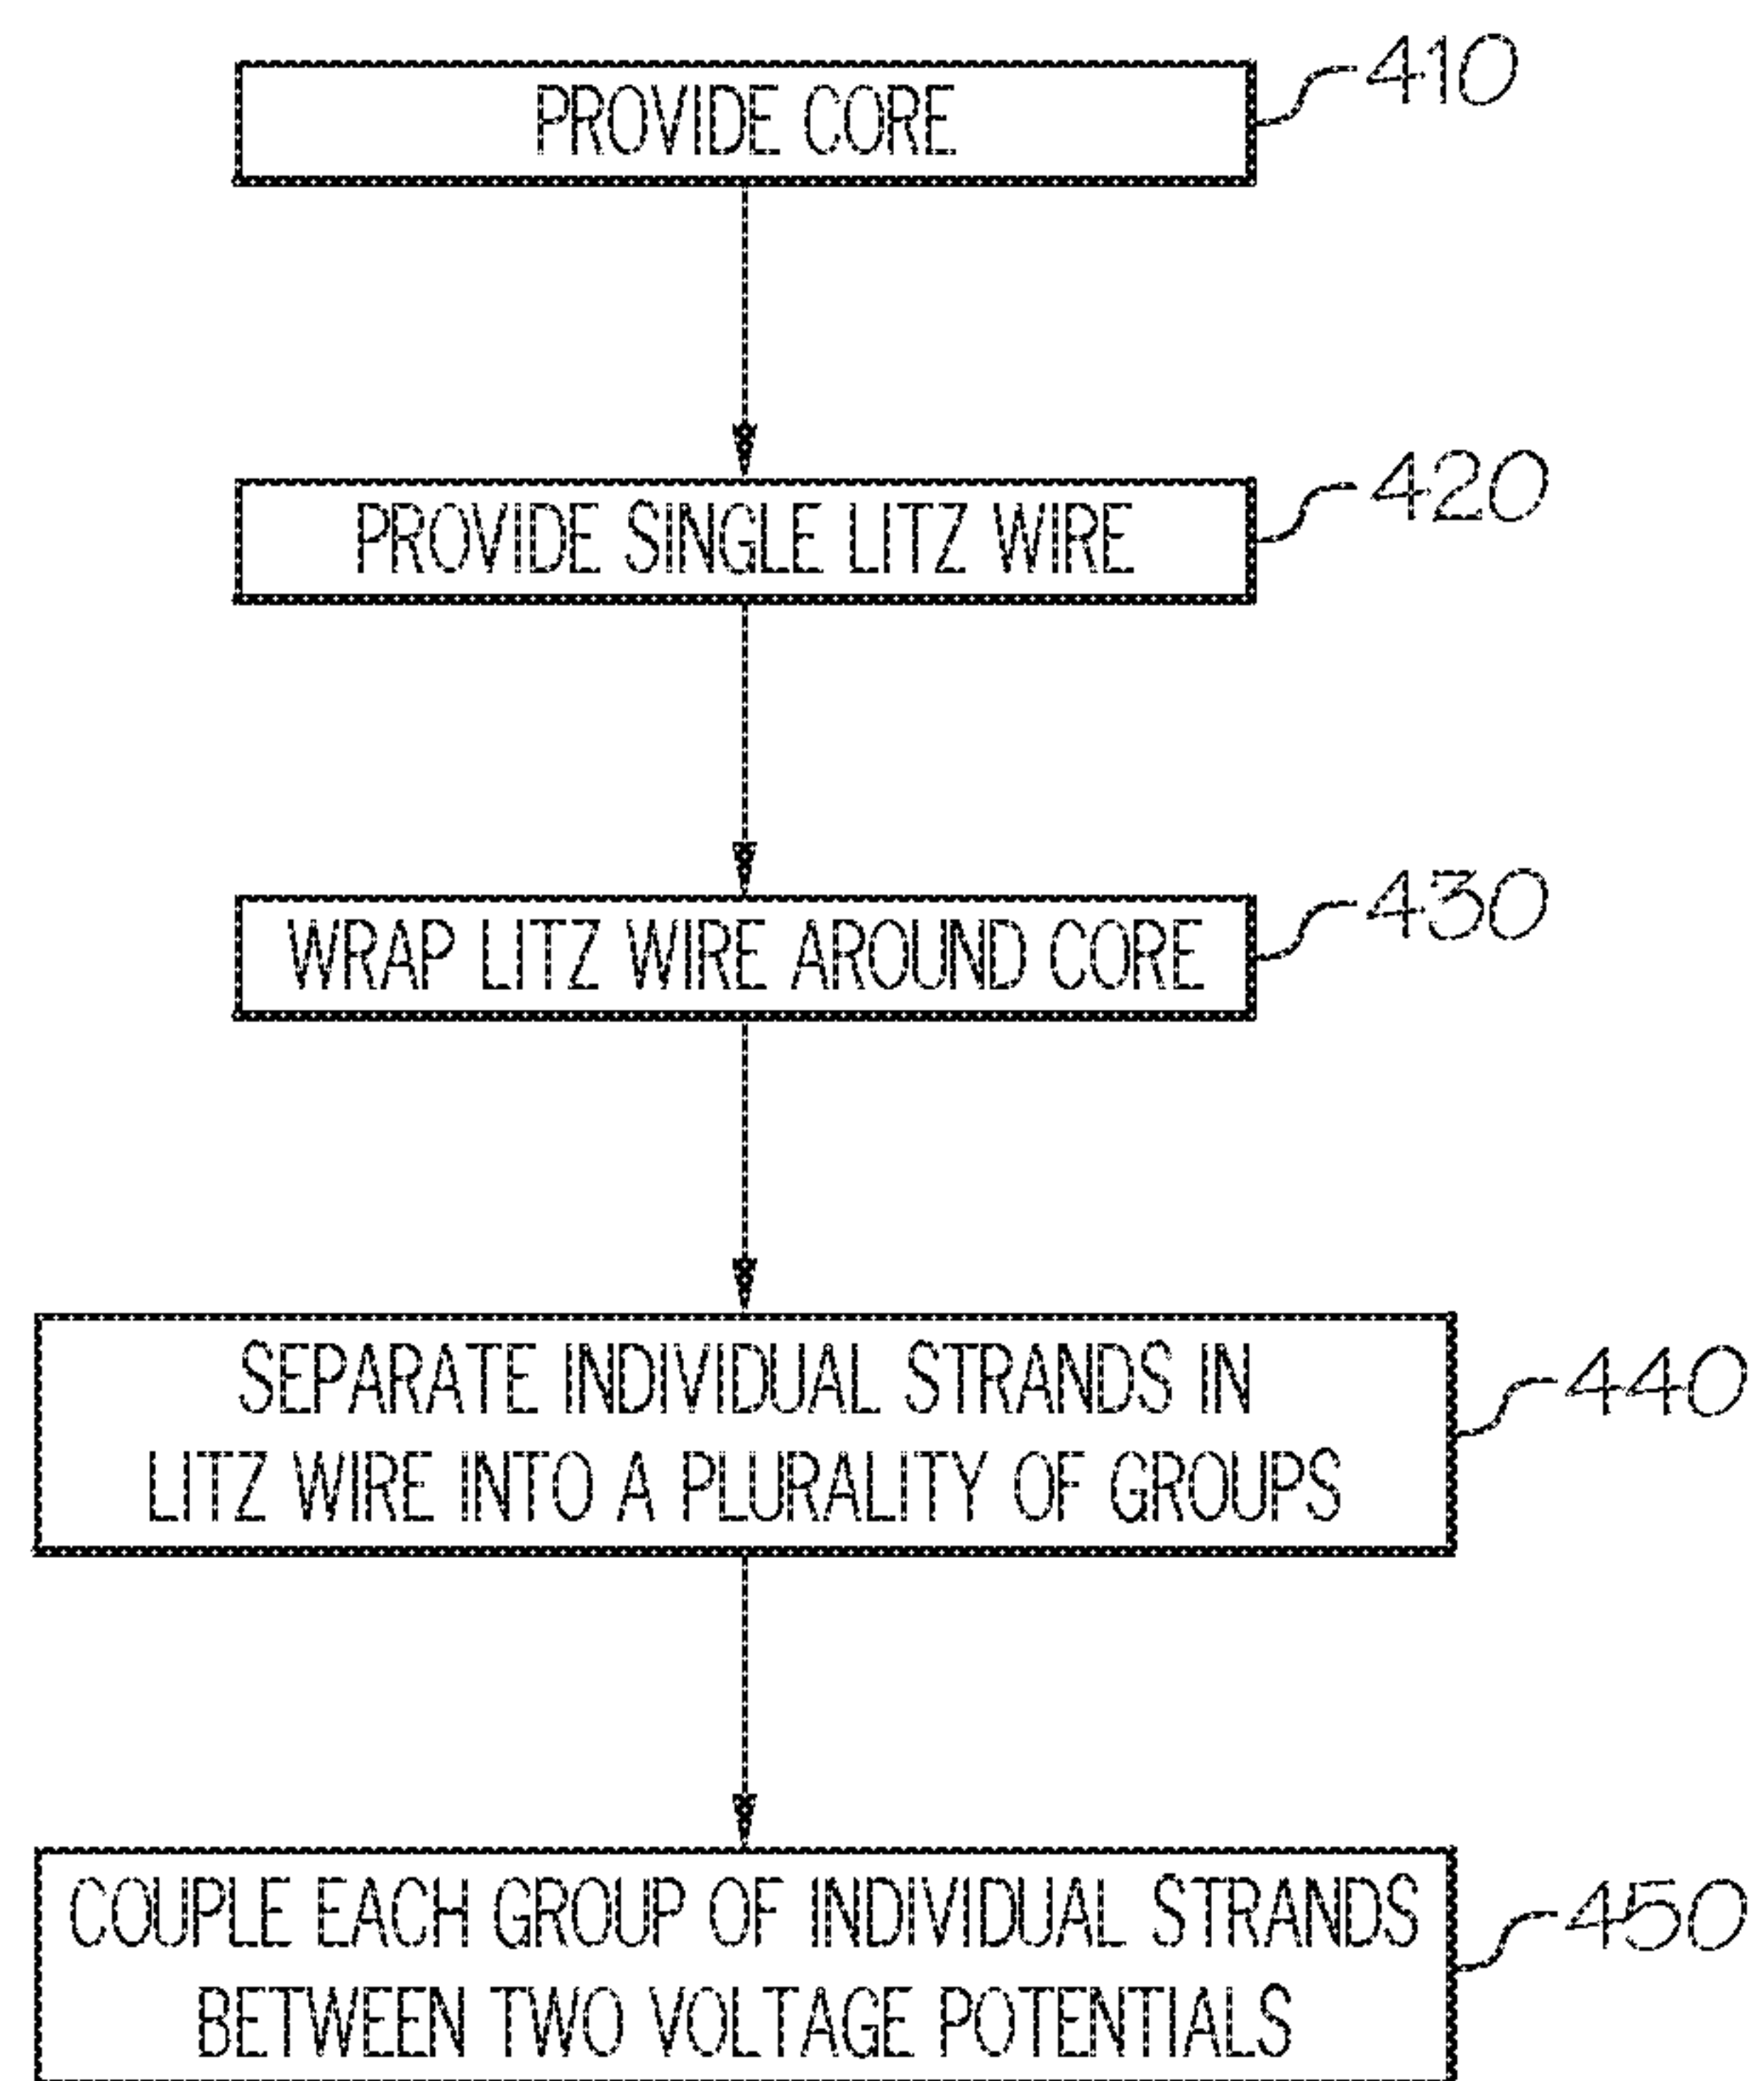 PROVIDE CORE
410
PROVIDE SINGLE LITZ WIRE
420
WRAP LITZ WIRE AROUND CORE
430
SEPARATE INDIVIDUAL STRANDS IN
LITZ WIRE INTO A PLURALITY OF GROUPS
440
COUPLE EACH GROUP OF INDIVIDUAL STRANDS
BETWEEN TWO VOLTAGE POTENTIALS
450